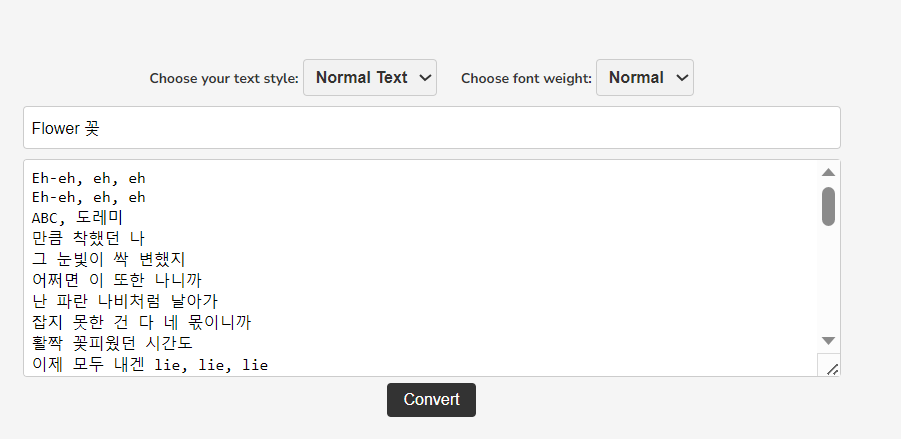 Choose your text style: Normal Text Choose font weight: Normal
Flower 꽃
Eh-eh, eh, eh
Eh-eh, eh, eh
ABC, 도레미
만큼 착했던 나
그 눈빛이 싹 변했지
어쩌면 이 또한 나니까
난 파란 나비처럼 날아가
잡지 못한 건 다 네 몫이니까
활짝 꽃피웠던 시간도
이제 모두 내겐 lie, lie, lie
Convert